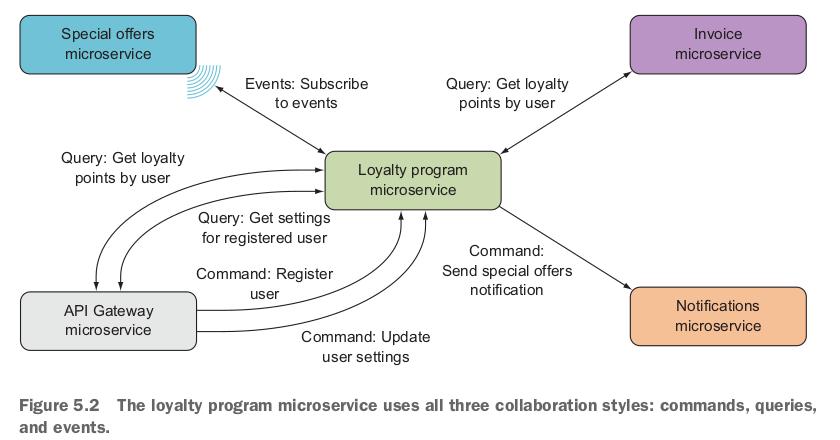 Special offers
microservice
Invoice
microservice
Events: Subscribe
to events
Query: Get loyalty
points by user
Query: Get loyalty
points by user
Loyalty program
microservice
Query: Get settings
for registered user
Command:
Send special offers
notification
Command: Register
user
API Gateway
microservice
Notifications
microservice
Command: Update
user settings
Figure 5.2 The loyalty program microservice uses all three collaboration styles: commands, queries,
and events.